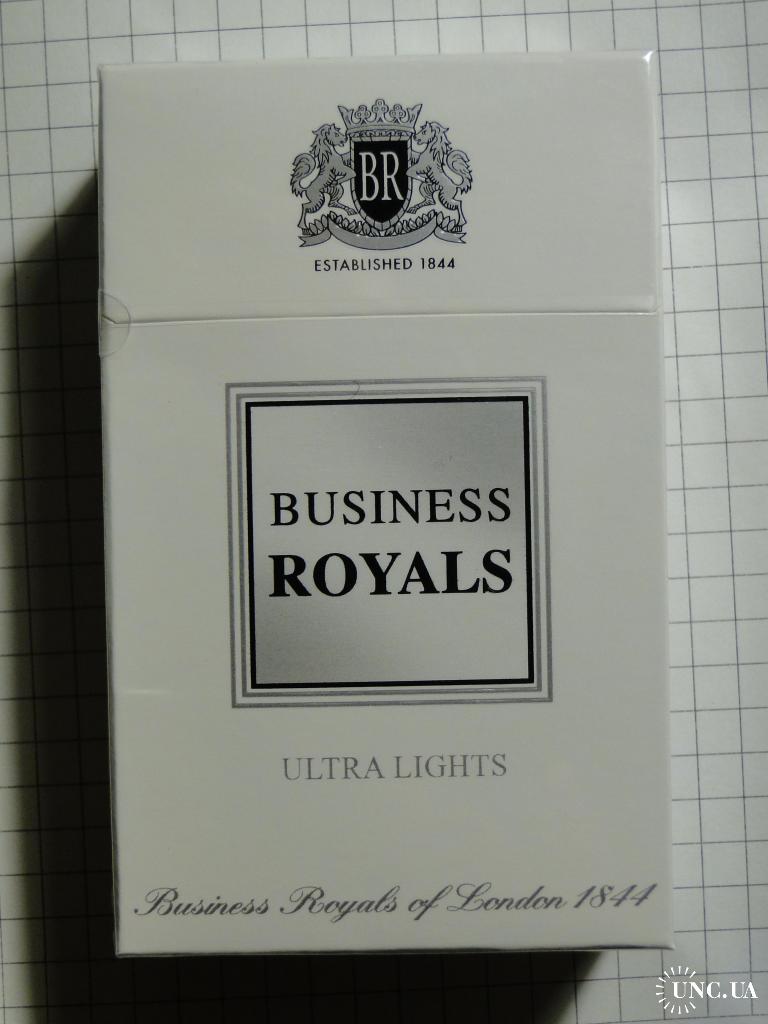 BR
ESTABLISHED 1844
BUSINESS
ROYALS
ULTRA LIGHTS
Business Royals of London 1844
UNC.UA